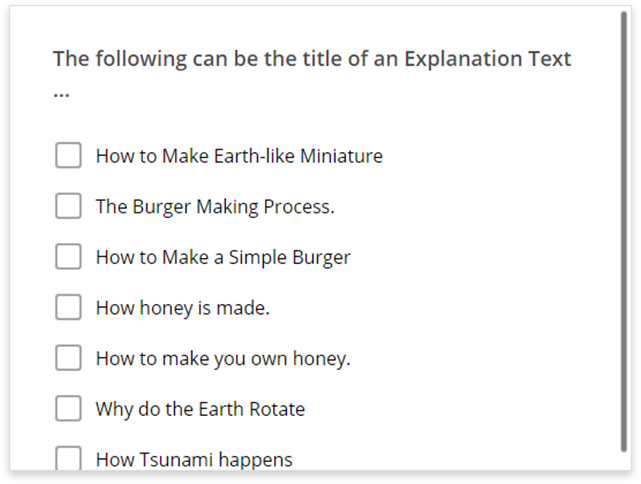 The following can be the title of an Explanation Text
...
How to Make Earth-like Miniature
The Burger Making Process.
How to Make a Simple Burger
How honey is made.
How to make you own honey.
Why do the Earth Rotate
How Tsunami happens